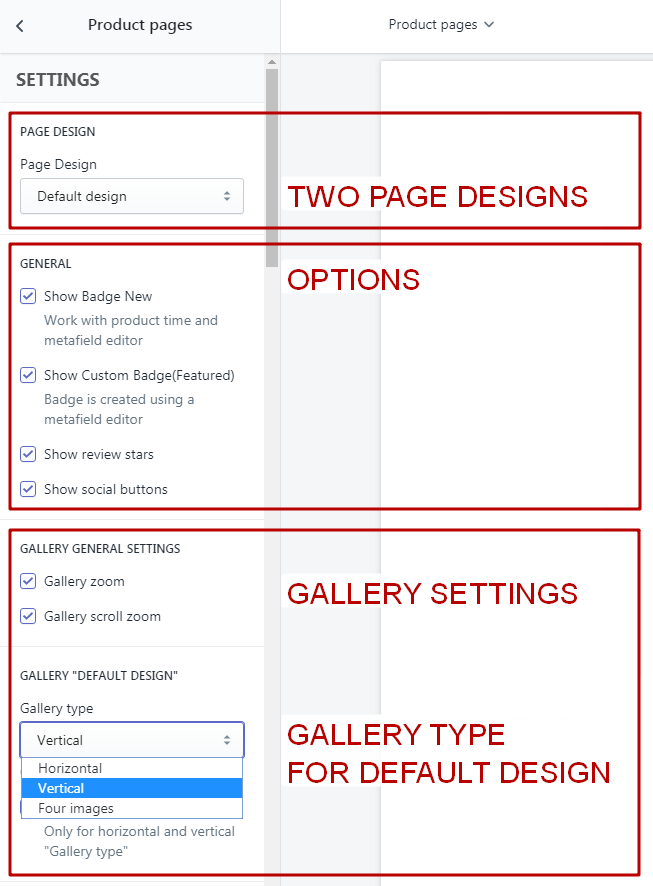 Product pages
Product pages
SETTINGS
PAGE DESIGN
Page Design
Default design
TWO PAGE DESIGNS
GENERAL
OPTIONS
Show Badge New
Work with product time and
metafield editor
Show Custom Badge(Featured)
Badge is created using a
metafield editor
Show review stars
Show social buttons
GALLERY GENERAL SETTINGS
Gallery zoom
GALLERY SETTINGS
Gallery scroll zoom
GALLERY "DEFAULT DESIGN"
Gallery type
Vertical
GALLERY TYPE
FOR DEFAULT DESIGN
Horizontal
Vertical
Four images
Only for horizontal and vertical
"Gallery type"